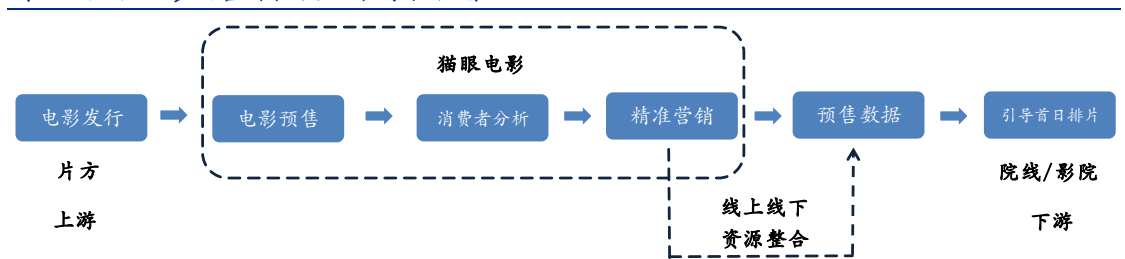 猫眼电影
电影发行
电影预售
消费者分析
精准营销
预售数据
引导首日排片
片方
院线/影院
上游
线上线下
资源整合
下游